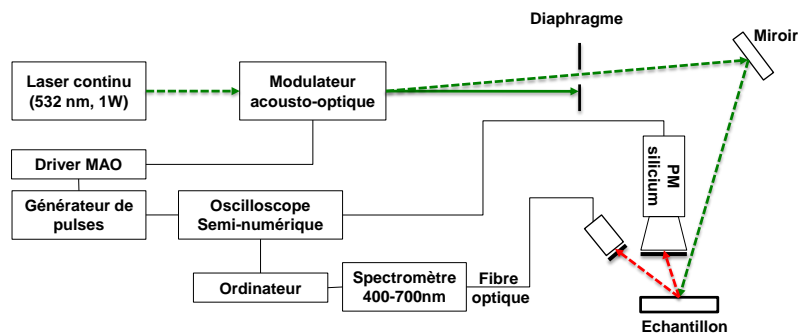 Diaphragme
Miroir
Laser continu
(532 nm, 1W)
Modulateur
acousto-optique
Driver MAO
PM
silicium
Générateur de
pulses
Oscilloscope
Semi-numérique
Ordinateur
Spectromètre
400-700nm
Fibre
optique
Echantillon